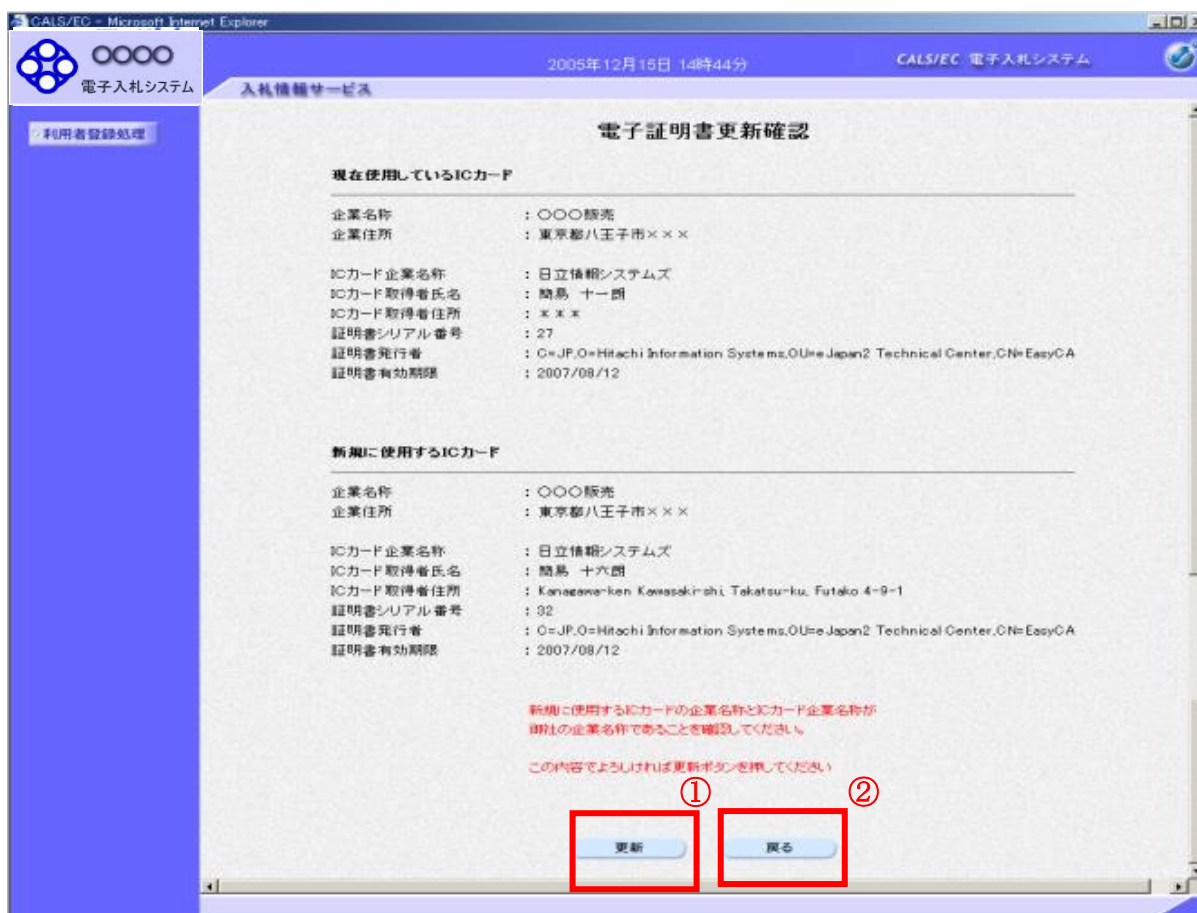 CALS/EC - Microsoft Internet Explorer
○○○○
電子入札システム
2005年12月15日 14時44分
CALS/EC 電子入札システム
入札情報サービス
利用者登録処理
電子証明書更新確認
現在使用しているICカード
企業名称 : ○○○販売
企業住所 : 東京都八王子市×××
ICカード企業名称 : 日立情報システムズ
ICカード取得者氏名 : 簡易 十一朗
ICカード取得者住所 : * * *
証明書シリアル番号 : 27
証明書発行者 : C=JP,O=Hitachi Information Systems,OU=eJapan2 Technical Center,CN=EasyCA
証明書有効期限 : 2007/08/12
新規に使用するICカード
企業名称 : ○○○販売
企業住所 : 東京都八王子市×××
ICカード企業名称 : 日立情報システムズ
ICカード取得者氏名 : 簡易 十六朗
ICカード取得者住所 : Kanagawa-ken Kawasaki-shi, Takatsu-ku, Futako 4-9-1
証明書シリアル番号 : 32
証明書発行者 : C=JP,O=Hitachi Information Systems,OU=eJapan2 Technical Center,CN=EasyCA
証明書有効期限 : 2007/08/12
新規に使用するICカードの企業名称とICカード企業名称が
御社の企業名称であることを確認してください。
この内容でよろしければ更新ボタンを押してください
① ②
更新 戻る